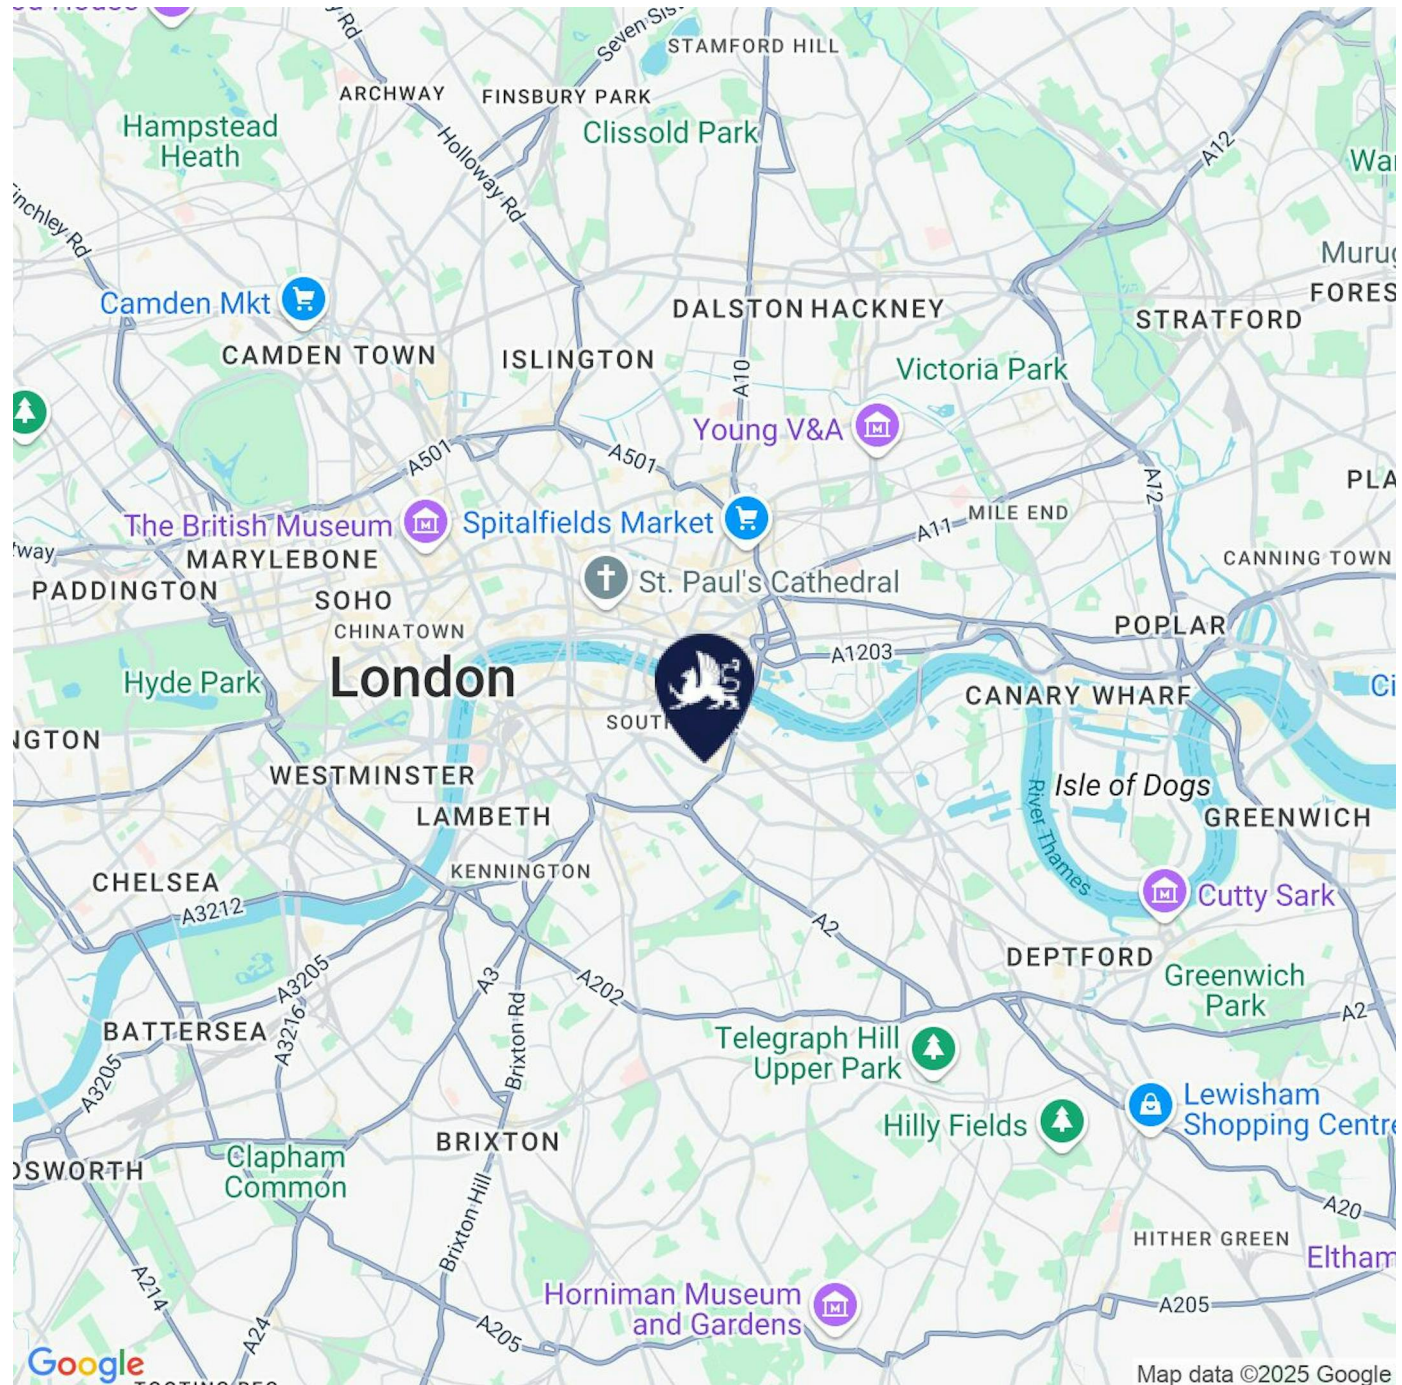 Seven Sis
STAMFORD HILL
ARCHWAY
FINSBURY PARK
Clissold Park
Hampstead
Heath
Holloway Rd
A12
Camden Mkt
CAMDEN TOWN
ISLINGTON
DALSTON
HACKNEY
STRATFORD
Victoria Park
A10
Young V&A
A501
A501
A12
The British Museum
Spitalfields Market
A11
MILE END
MARYLEBONE
CANNING TOWN
PADDINGTON
SOHO
St. Paul's Cathedral
CHINATOWN
POPLAR
A1203
Hyde Park
London
CANARY WHARF
SOUT
WESTMINSTER
LAMBETH
Isle of Dogs
River Thames
GREENWICH
KENNINGTON
CHELSEA
A3212
Cutty Sark
A2
DEPTFORD
A3205
A3
A202
Greenwich
Park
A2
BATTERSEA
A3216
Brixton Rd
Telegraph Hill
Upper Park
A3205
Lewisham
Shopping Centre
Hilly Fields
BRIXTON
Clapham
Common
DSWORTH
Brixton Hill
A20
HITHER GREEN
Eltham
A214
A24
A205
Horniman Museum
and Gardens
A205
Google
Map data ©2025 Google